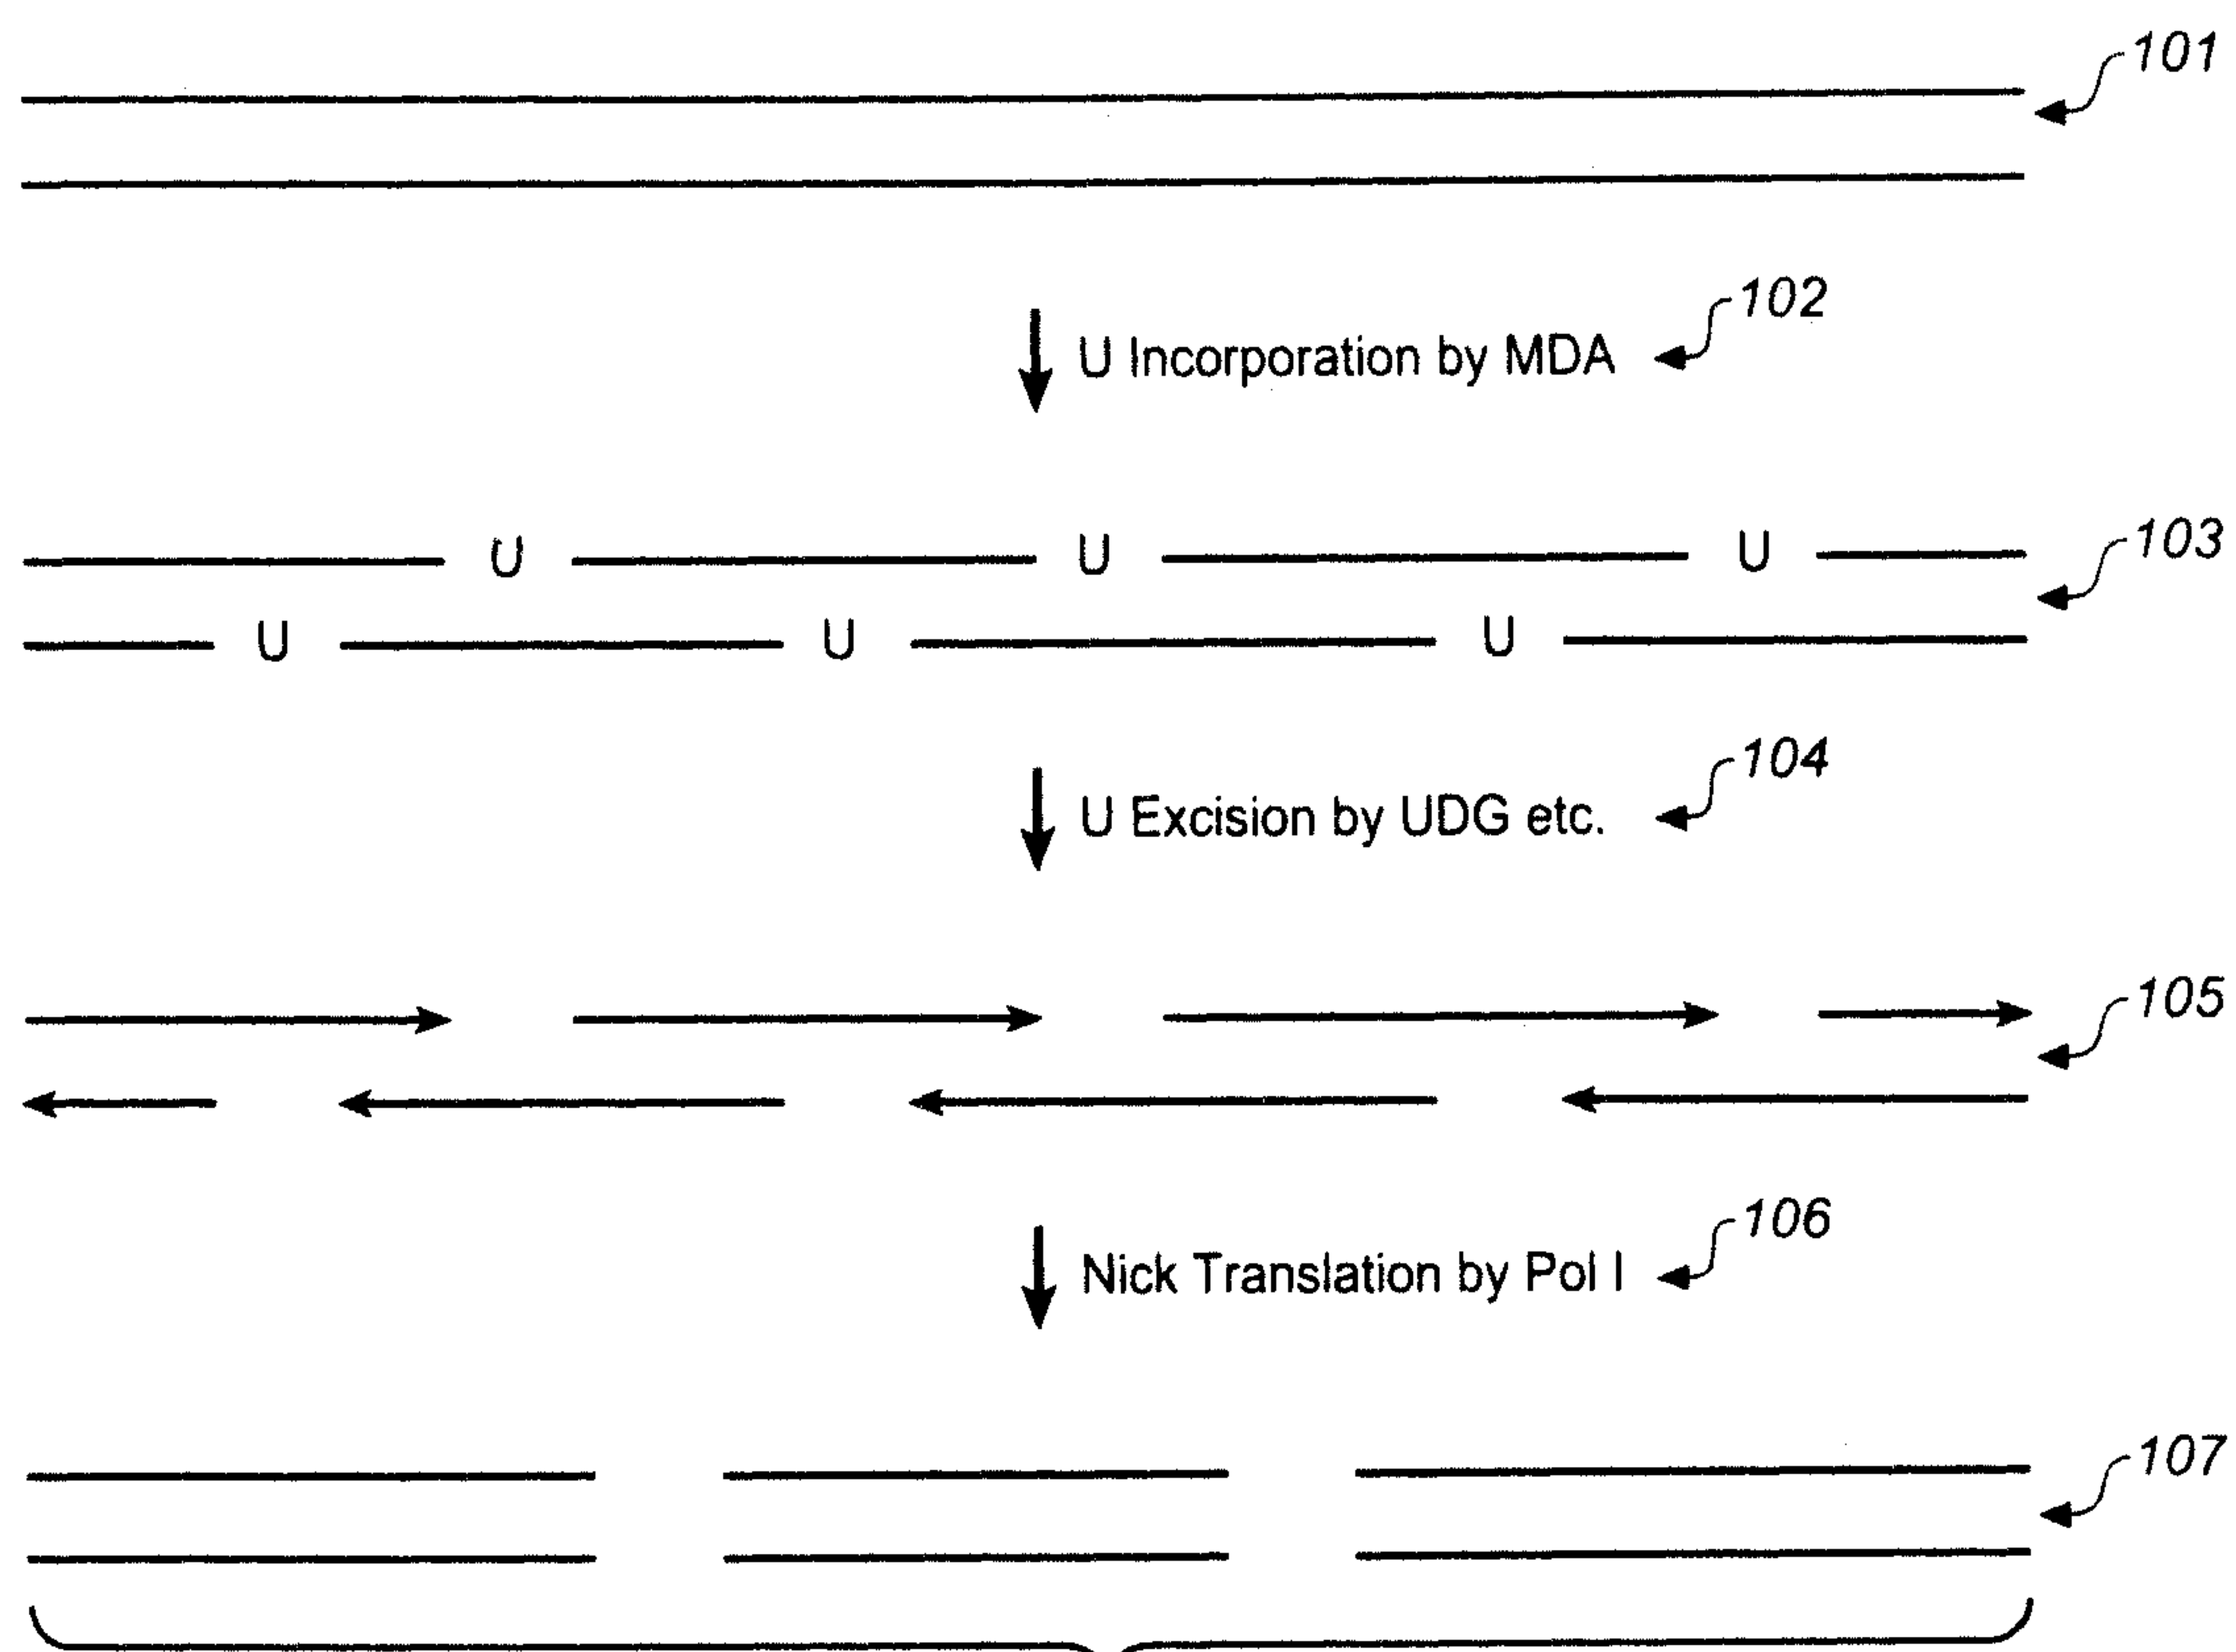 101
102
U Incorporation by MDA
U U U
103
U U U
104
U Excision by UDG etc.
105
106
Nick Translation by Pol I
107